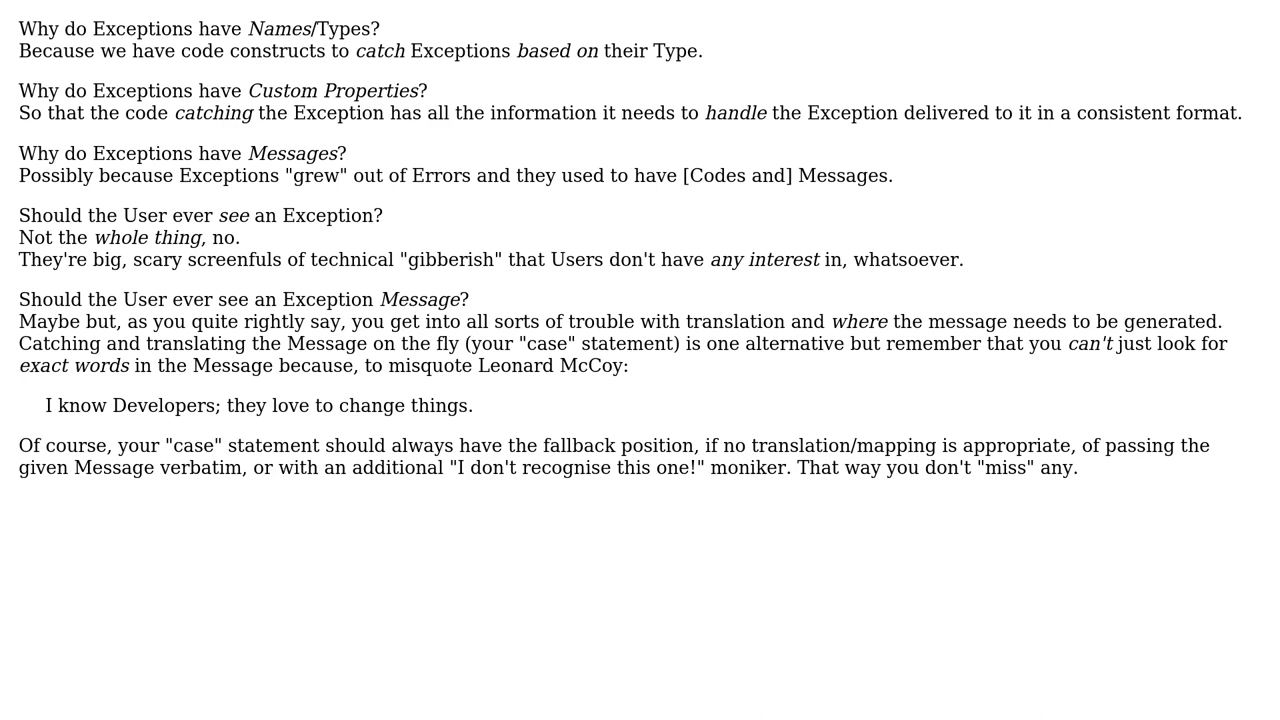 Why do Exceptions have Names/Types?
Because we have code constructs to catch Exceptions based on their Type.
Why do Exceptions have Custom Properties?
So that the code catching the Exception has all the information it needs to handle the Exception delivered to it in a consistent format.
Why do Exceptions have Messages?
Possibly because Exceptions "grew" out of Errors and they used to have [Codes and] Messages.
Should the User ever see an Exception?
Not the whole thing, no.
They're big, scary screenfuls of technical "gibberish" that Users don't have any interest in, whatsoever.
Should the User ever see an Exception Message?
Maybe but, as you quite rightly say, you get into all sorts of trouble with translation and where the message needs to be generated.
Catching and translating the Message on the fly (your "case" statement) is one alternative but remember that you can't just look for
exact words in the Message because, to misquote Leonard McCoy:
I know Developers; they love to change things.
Of course, your "case" statement should always have the fallback position, if no translation/mapping is appropriate, of passing the
given Message verbatim, or with an additional "I don't recognise this one!" moniker. That way you don't "miss" any.